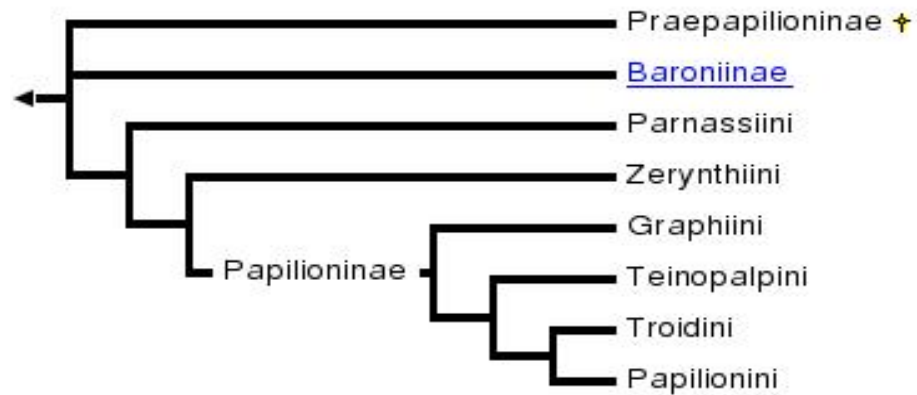 Praepapilioninae
Baroniinae
Parnassiini
Zerynthiini
Graphiini
Papilioninae
Teinopalpini
Troidini
Papilionini